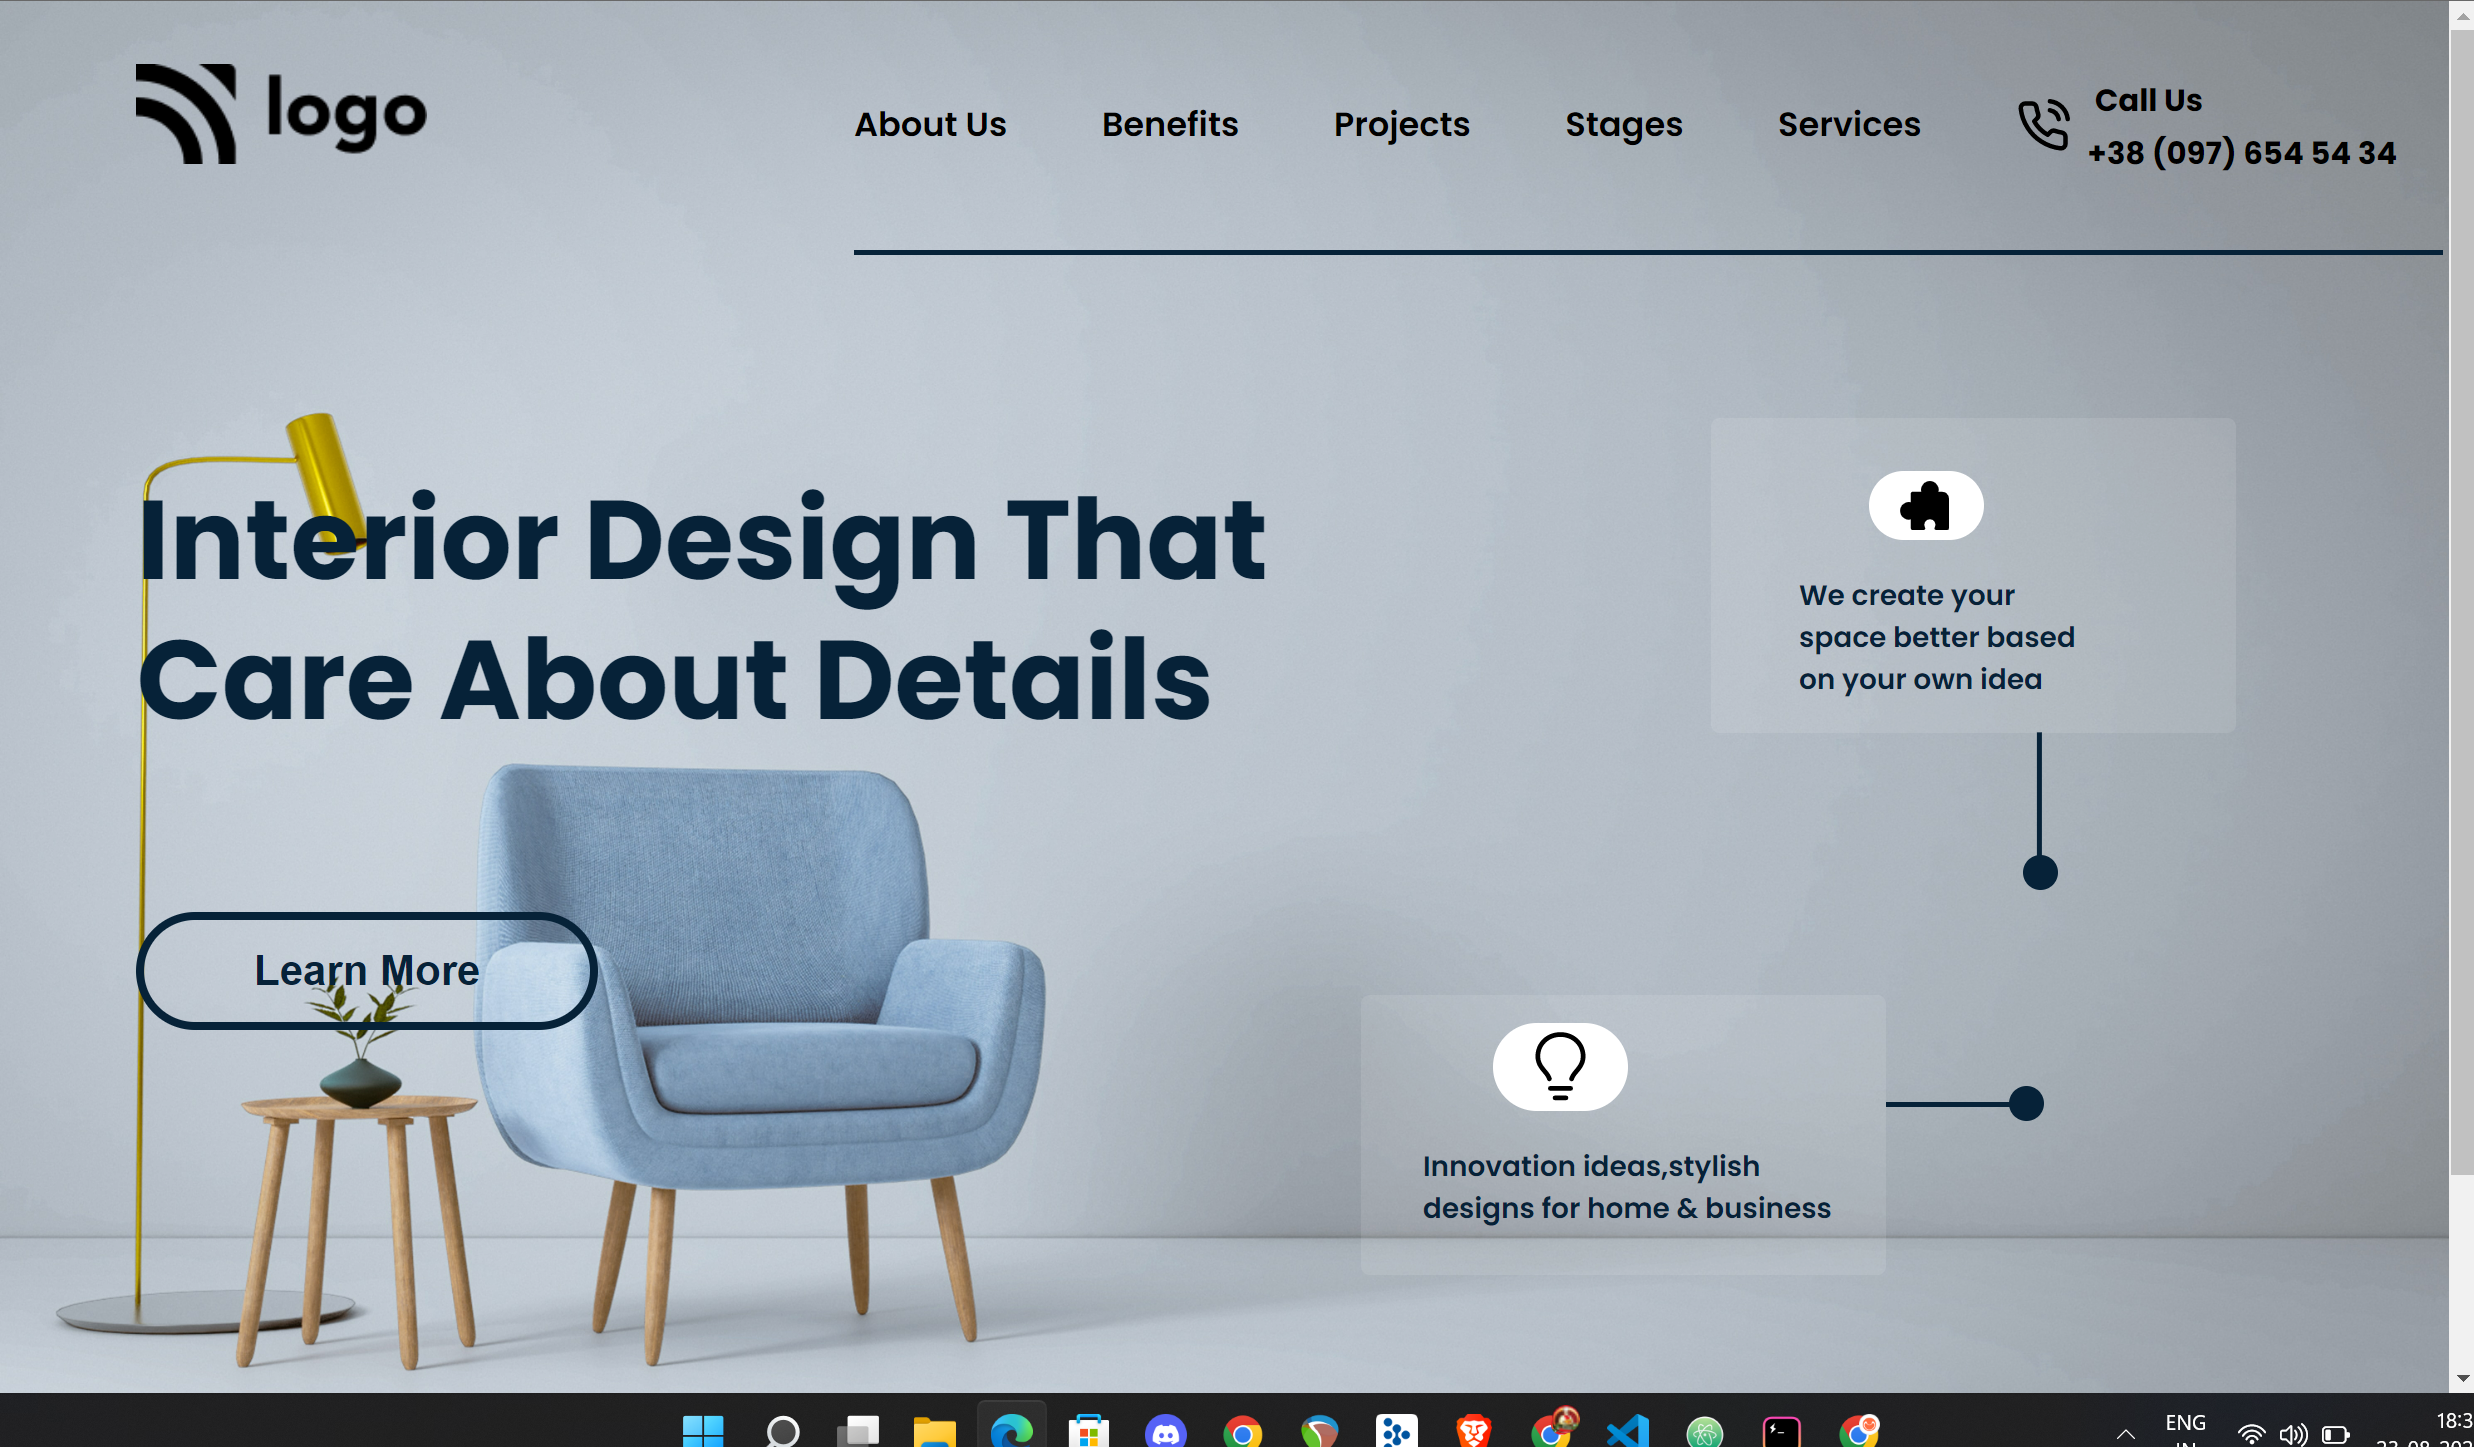 logo
About Us
Benefits
Projects
Stages
Services
Call Us
+38 (097) 654 54 34
Interior Design That
Care About Details
We create your
space better based
on your own idea
Learn More
Innovation ideas,stylish
designs for home & business
ENG
18:3